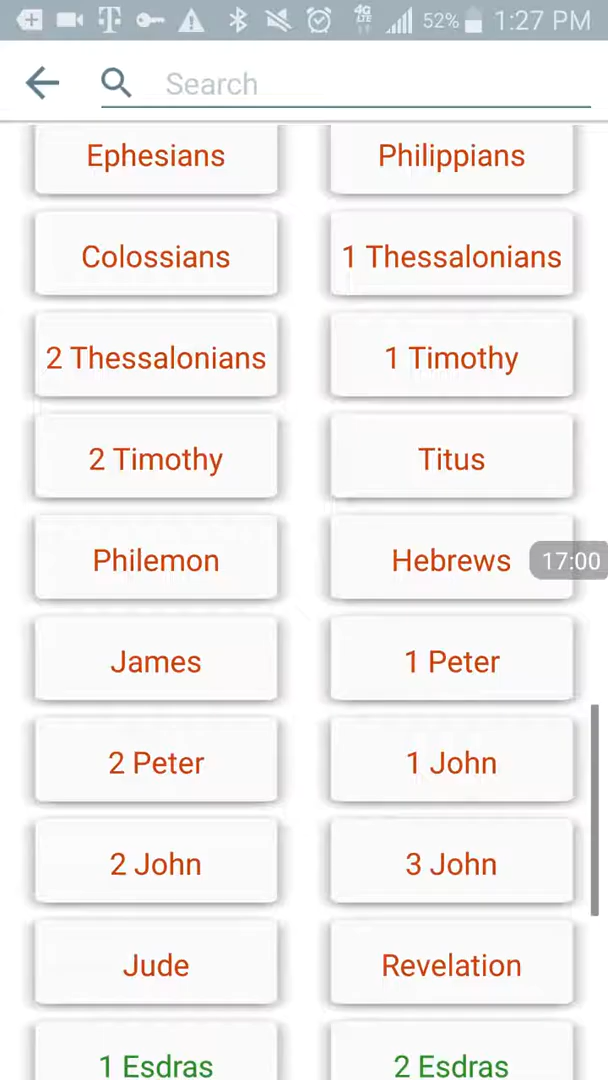 4G LTE 52% 1:27 PM
Search
Ephesians Philippians
Colossians 1 Thessalonians
2 Thessalonians 1 Timothy
2 Timothy Titus
Philemon Hebrews 17:00
James 1 Peter
2 Peter 1 John
2 John 3 John
Jude Revelation
1 Esdras 2 Esdras